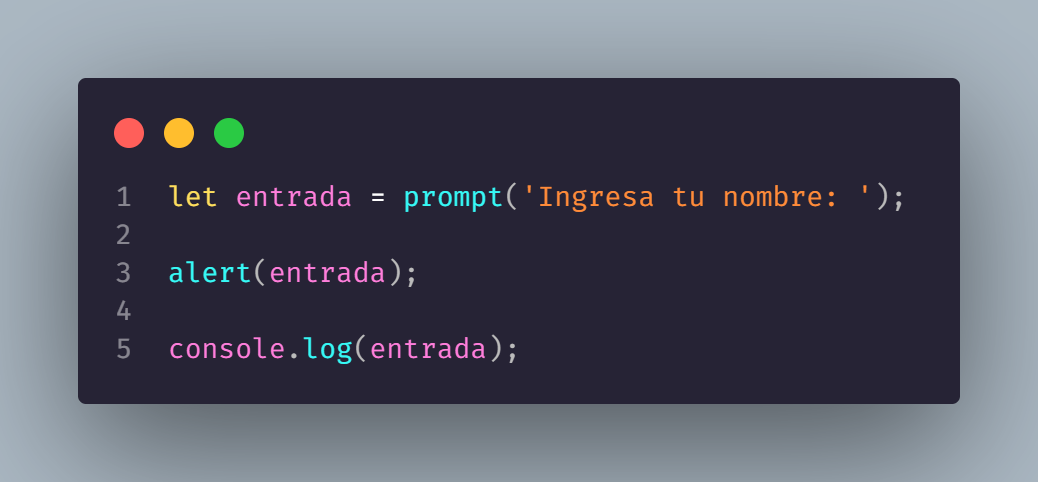 1 let entrada = prompt('Ingresa tu nombre: ');
2
3 alert(entrada);
4
5 console.log(entrada);